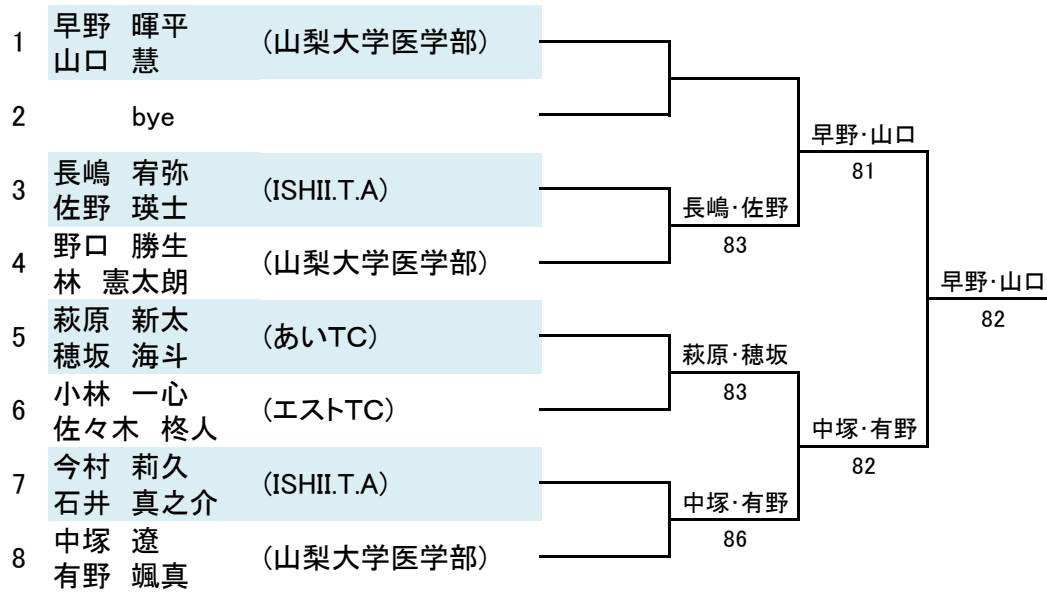 1 早野 暉平 (山梨大学医学部)
山口 慧
2 bye
3 長嶋 宥弥 (ISHII.T.A)
佐野 瑛士
4 野口 勝生 (山梨大学医学部)
林 憲太朗
5 萩原 新太 (あいTC)
穂坂 海斗
6 小林 一心 (エストTC)
佐々木 柊人
7 今村 莉久 (ISHII.T.A)
石井 真之介
8 中塚 遼 (山梨大学医学部)
有野 颯真
長嶋・佐野
83
萩原・穂坂
83
中塚・有野
86
早野・山口
81
中塚・有野
82
早野・山口
82